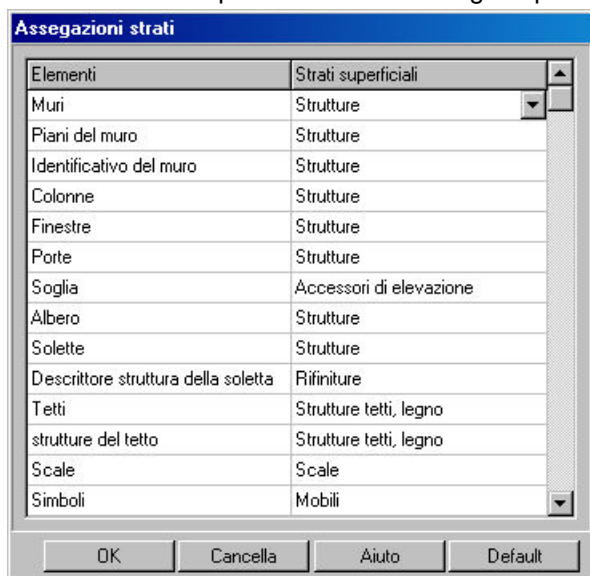 Assegazioni strati
Elementi Strati superficiali
Muri Strutture
Piani del muro Strutture
Identificativo del muro Strutture
Colonne Strutture
Finestre Strutture
Porte Strutture
Soglia Accessori di elevazione
Albero Strutture
Solette Strutture
Descrittore struttura della soletta Rifiniture
Tetti Strutture tetti, legno
strutture del tetto Strutture tetti, legno
Scale Scale
Simboli Mobili
OK Cancella Aiuto Default